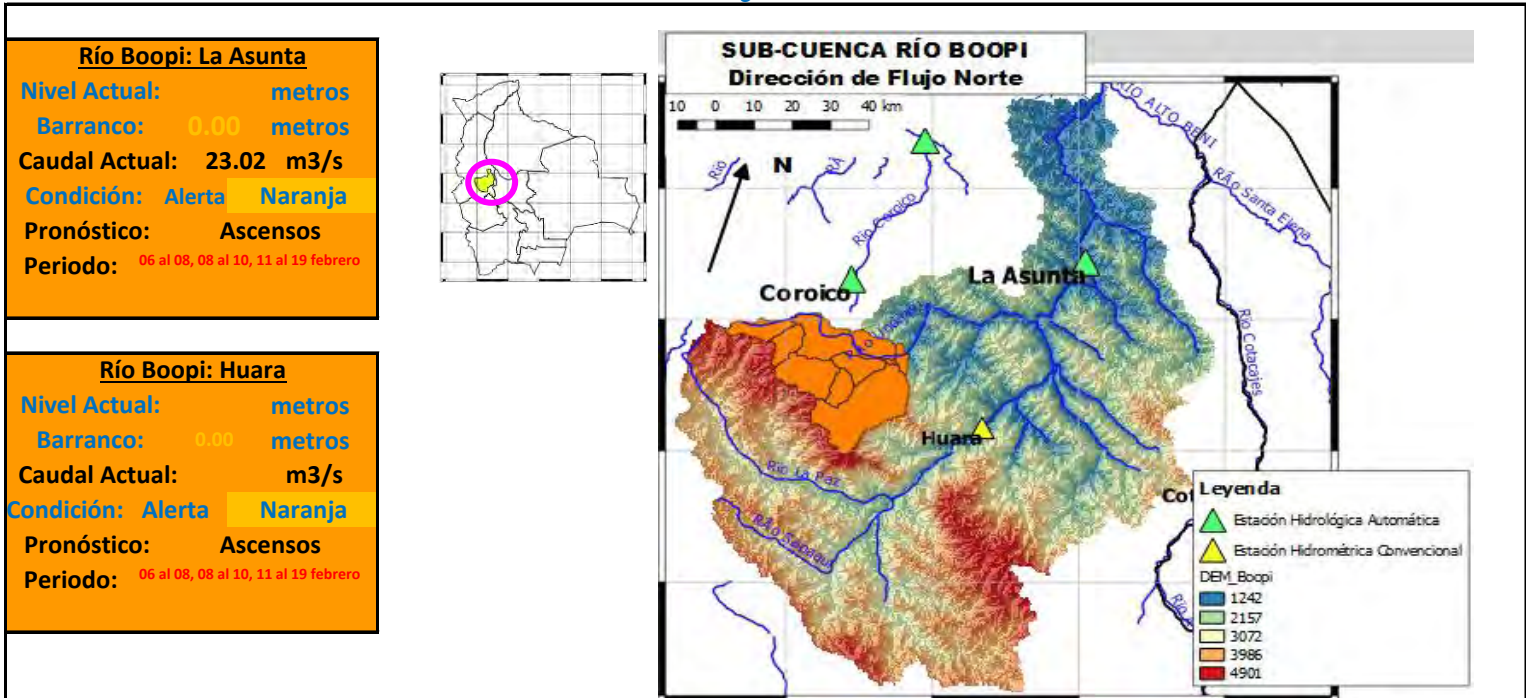 Río Boopi: La Asunta
Nivel Actual: metros
Barranco: 0.00 metros
Caudal Actual: 23.02 m3/s
Condición: Alerta Naranja
Pronóstico: Ascensos
Periodo: 06 al 08, 08 al 10, 11 al 19 febrero
Río Boopi: Huara
Nivel Actual: metros
Barranco: 0.00 metros
Caudal Actual: m3/s
Condición: Alerta Naranja
Pronóstico: Ascensos
Periodo: 06 al 08, 08 al 10, 11 al 19 febrero
SUB-CUENCA RÍO BOOPI
Dirección de Flujo Norte
10 0 10 20 30 40 km
N
RÍO ALTO BENI
Río
RÃ
Río Coroico
RÃo Santa Elena
La Asunta
Coroico
Río Cotacajes
Huara
Río La Paz
RÃo Sapaqui
Cot
Leyenda
Estación Hidrológica Automática
Estación Hidrométrica Convencional
DEM_Boopi
1242
2157
3072
3986
4901